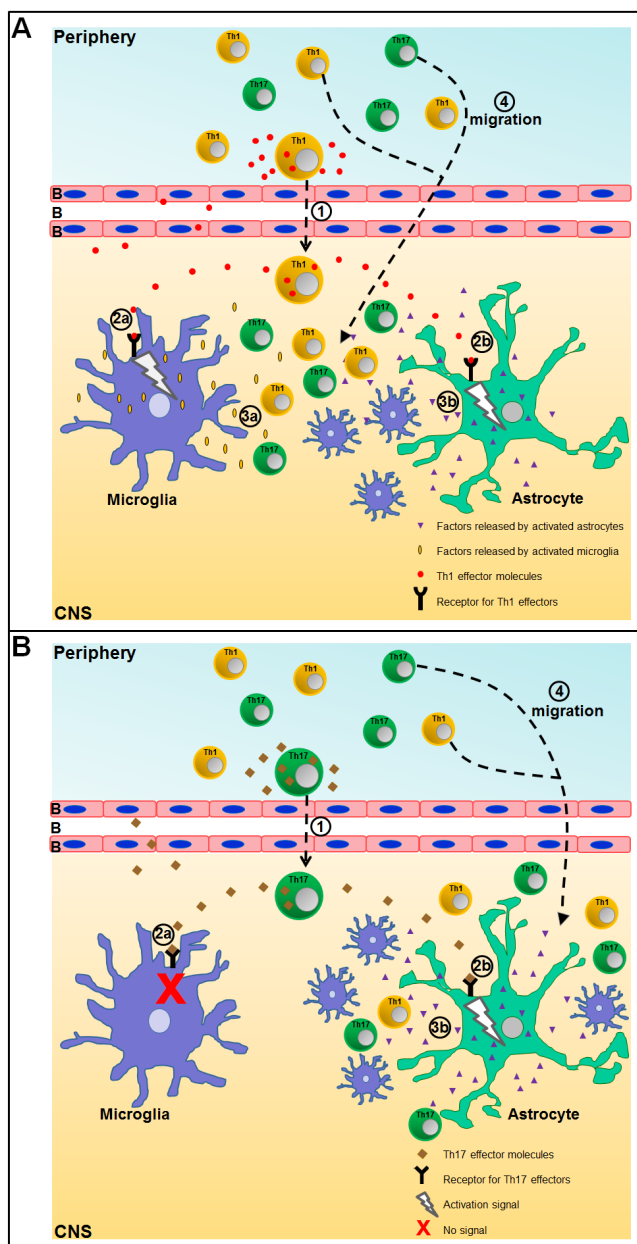 A
Periphery
Th1
Th1
Th17
Th17
Th17
Th1
4
migration
Th1
Th1
B
B
B
1
Th1
2a
Th17
2b
Th17
Th1
Th1
Th17
3b
Th1
3a
Th17
Microglia
Astrocyte
Factors released by activated astrocytes
Factors released by activated microglia
Th1 effector molecules
Receptor for Th1 effectors
CNS
B
Periphery
Th1
Th1
Th17
Th17
4
migration
Th17
Th1
Th1
Th17
B
B
B
1
Th17
Th17
Th1
Th1
2a
2b
Th17
Th1
3b
Th17
Microglia
Astrocyte
Th17
Th17 effector molecules
Receptor for Th17 effectors
Activation signal
X
No signal
CNS